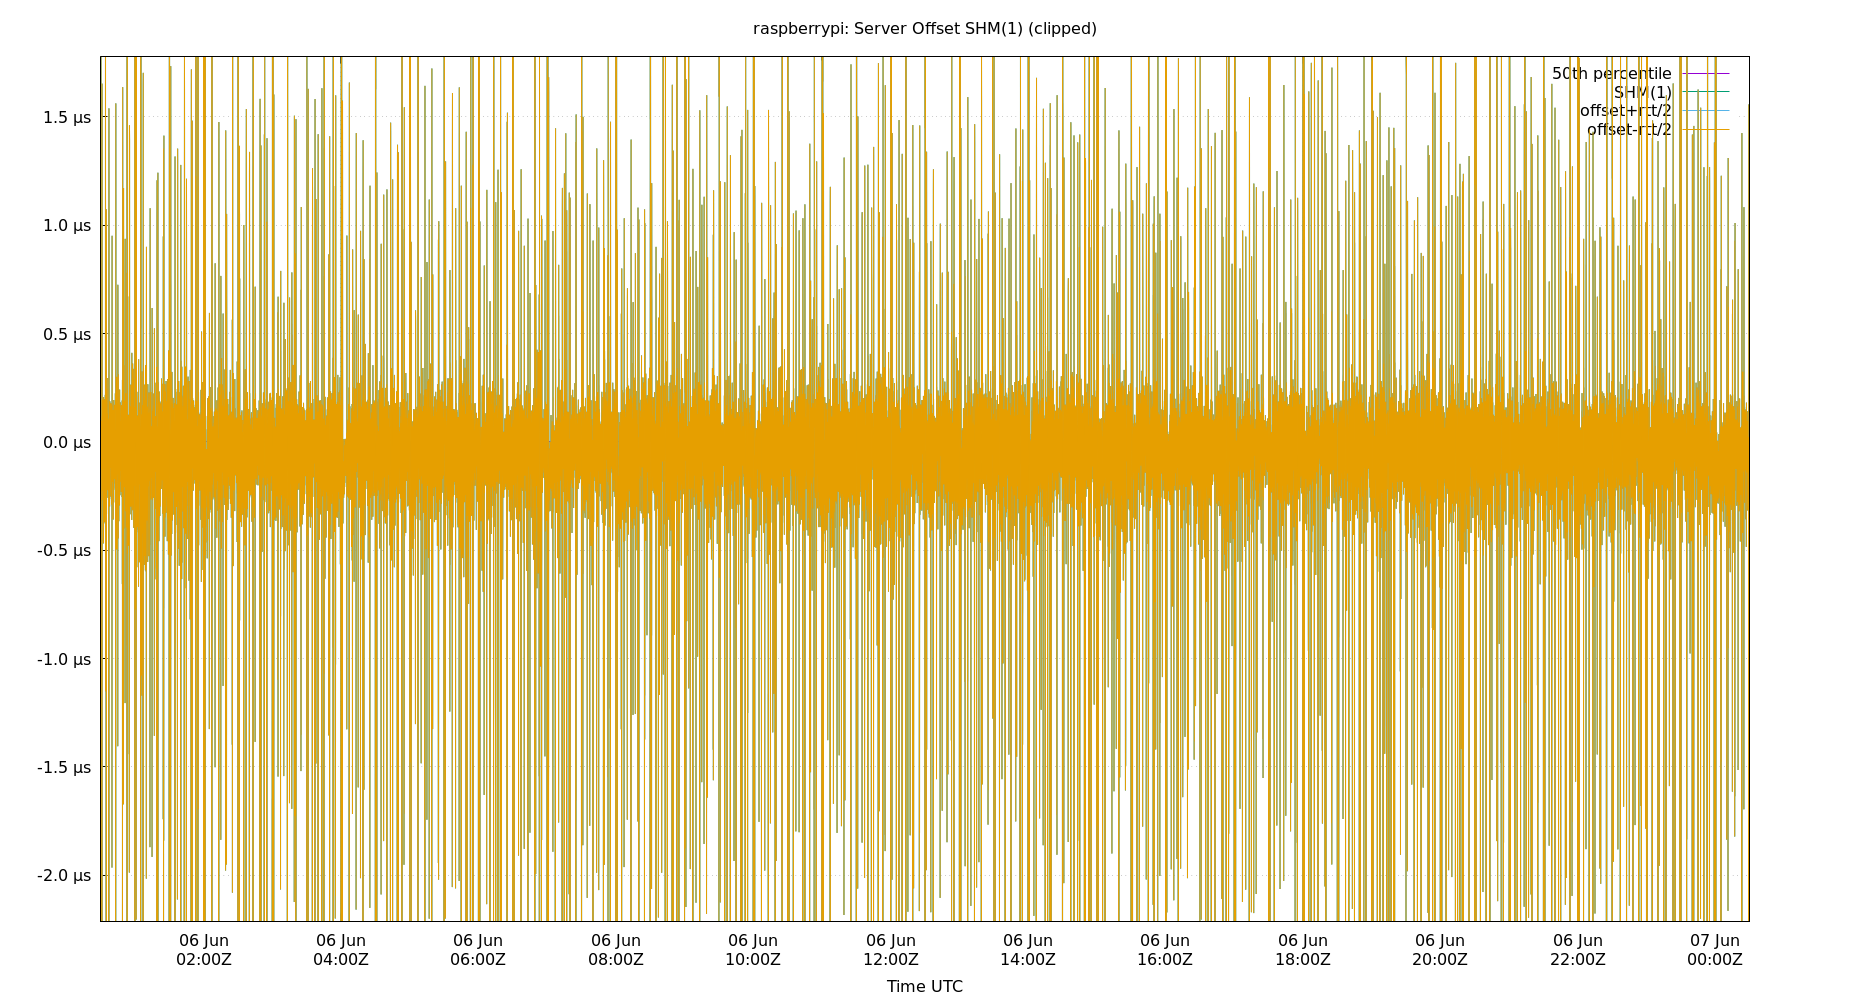 raspberrypi: Server Offset SHM(1) (clipped)
50th percentile
SHM(1)
offset+rtt/2
offset-rtt/2
1.5 µs
1.0 µs
0.5 µs
0.0 µs
-0.5 µs
-1.0 µs
-1.5 µs
-2.0 µs
06 Jun 06 Jun 06 Jun 06 Jun 06 Jun 06 Jun 06 Jun 06 Jun 06 Jun 06 Jun 06 Jun 07 Jun
02:00Z 04:00Z 06:00Z 08:00Z 10:00Z 12:00Z 14:00Z 16:00Z 18:00Z 20:00Z 22:00Z 00:00Z
Time UTC